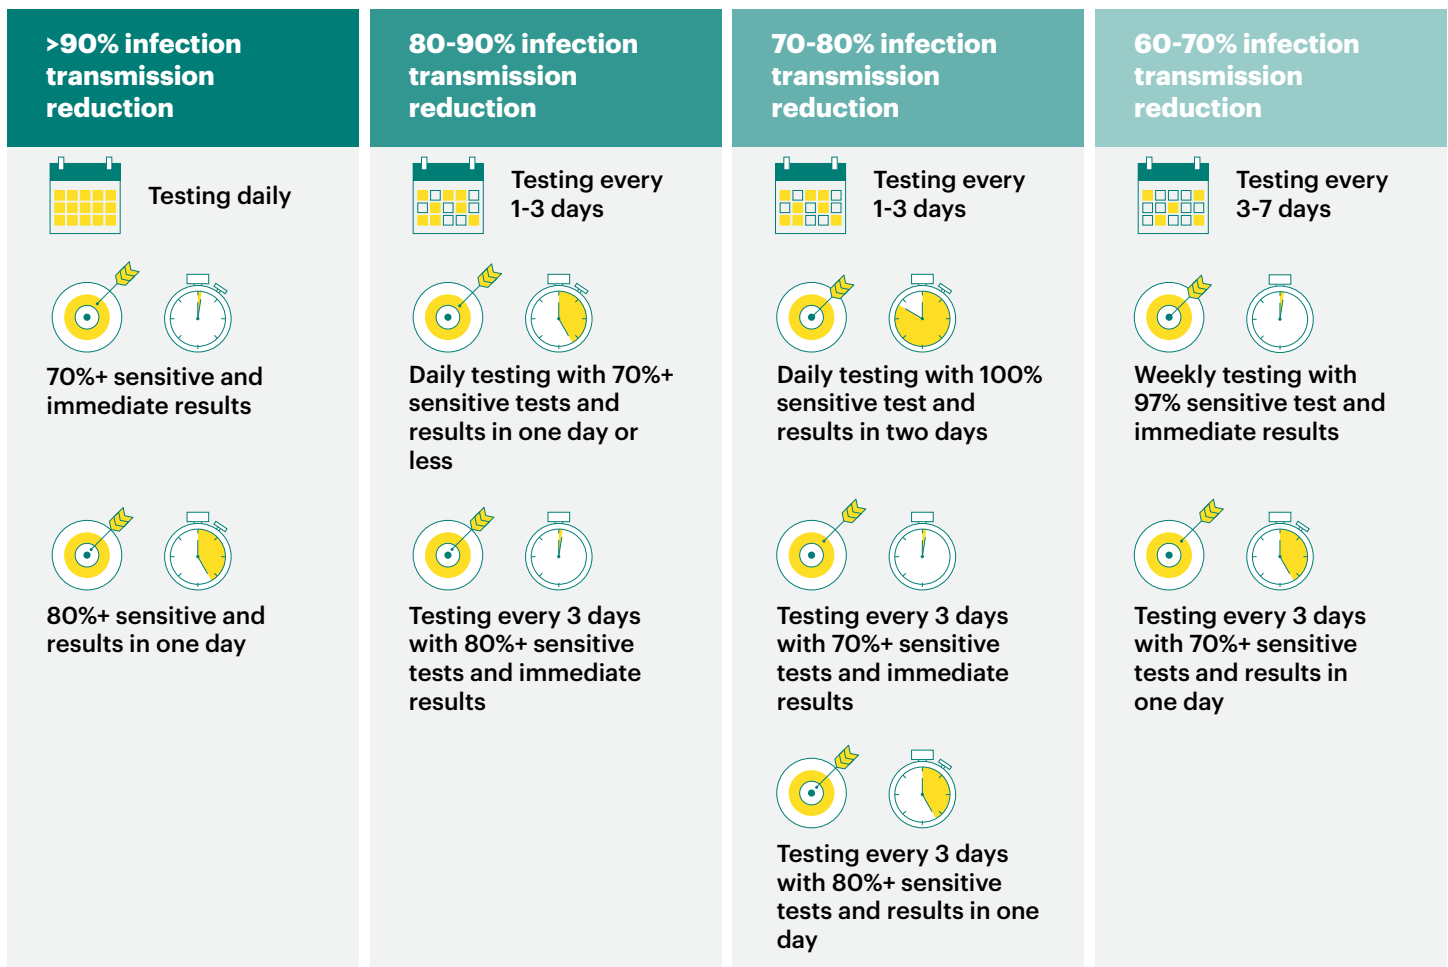 >90% infection
transmission
reduction
Testing daily
70%+ sensitive and
immediate results
80%+ sensitive and
results in one day
80-90% infection
transmission
reduction
Testing every
1-3 days
Daily testing with 70%+
sensitive tests and
results in one day or
less
Testing every 3 days
with 80%+ sensitive
tests and immediate
results
70-80% infection
transmission
reduction
Testing every
1-3 days
Daily testing with 100%
sensitive test and
results in two days
Testing every 3 days
with 70%+ sensitive
tests and immediate
results
Testing every 3 days
with 80%+ sensitive
tests and results in one
day
60-70% infection
transmission
reduction
Testing every
3-7 days
Weekly testing with
97% sensitive test and
immediate results
Testing every 3 days
with 70%+ sensitive
tests and results in
one day